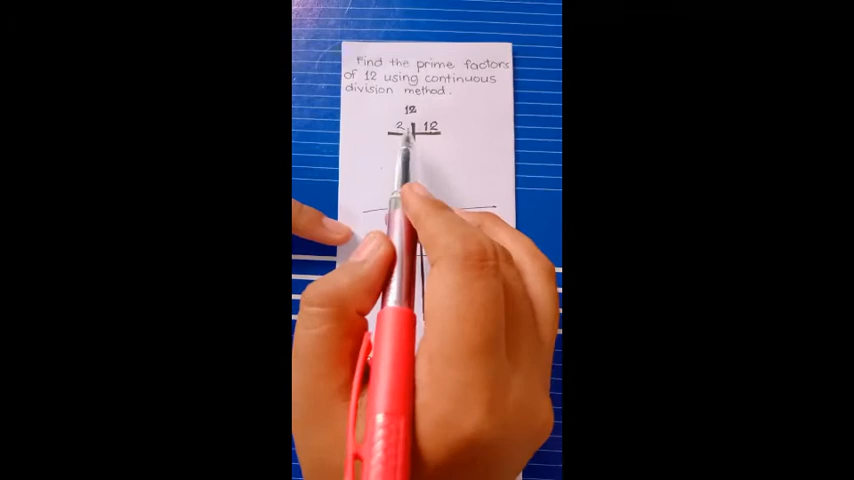 Find the prime factors
of 12 using continuous
division method.
12
2 12